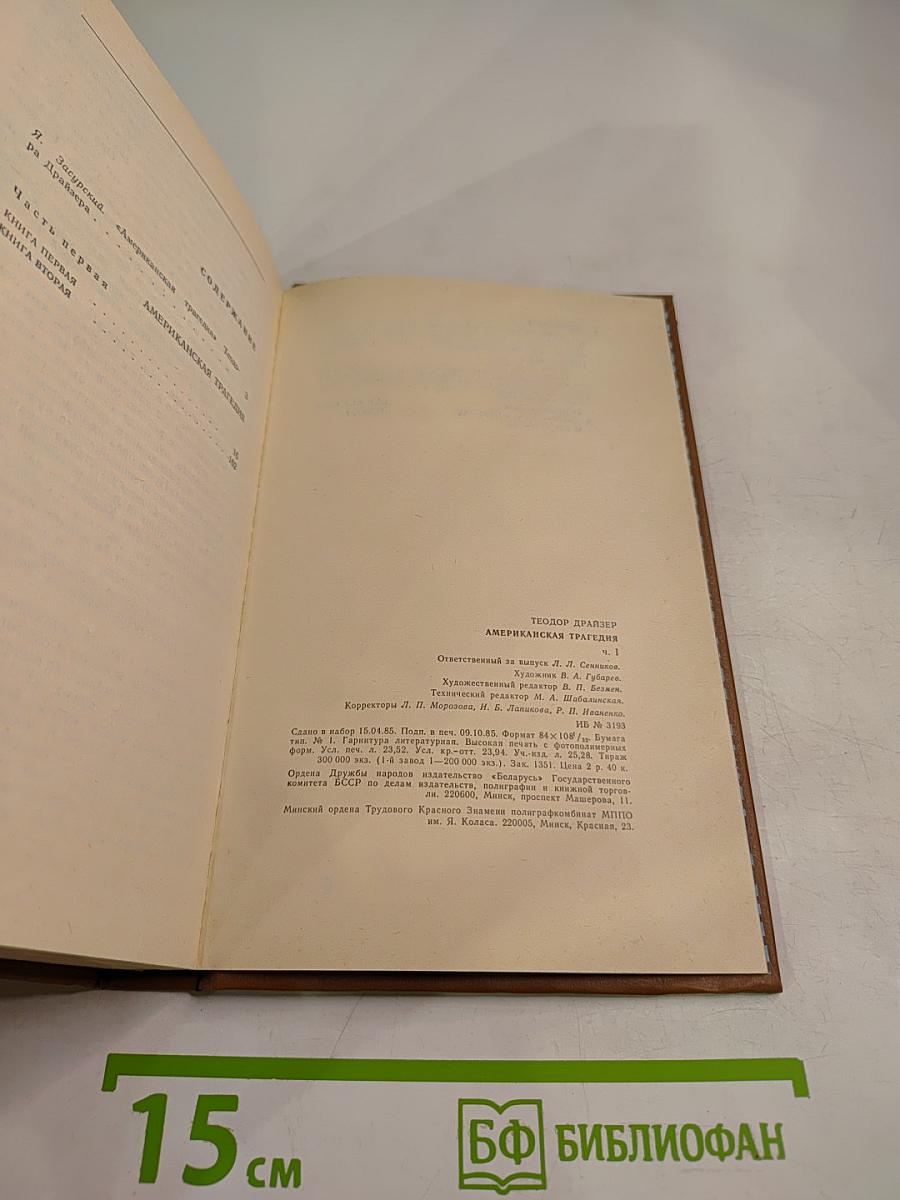 СОДЕРЖАНИЕ
Я. Засурский. «Американская трагедия» Теодо-
ра Драйзера . . . . . . . . 3
АМЕРИКАНСКАЯ ТРАГЕДИЯ
Часть первая
КНИГА ПЕРВАЯ . . . . . . . . 16
КНИГА ВТОРАЯ . . . . . . . . 162
ТЕОДОР ДРАЙЗЕР
АМЕРИКАНСКАЯ ТРАГЕДИЯ
ч. 1
Ответственный за выпуск Л. Л. Сенников.
Художник В. А. Губарев.
Художественный редактор В. П. Безмен.
Технический редактор М. А. Шабалинская.
Корректоры Л. П. Морозова, И. Б. Лапикова, Р. П. Иваненко.
ИБ № 3193
Сдано в набор 15.04.85. Подп. в печ. 09.10.85. Формат 84×108¹/₃₂. Бумага
тип. № 1. Гарнитура литературная. Высокая печать с фотополимерных
форм. Усл. печ. л. 23,52. Усл. кр.-отт. 23,94. Уч.-изд. л. 25,28. Тираж
300 000 экз. (1-й завод 1—200 000 экз.). Зак. 1351. Цена 2 р. 40 к.
Ордена Дружбы народов издательство «Беларусь» Государственного
комитета БССР по делам издательств, полиграфии и книжной торгов-
ли. 220600, Минск, проспект Машерова, 11.
Минский ордена Трудового Красного Знамени полиграфкомбинат МППО
им. Я. Коласа. 220005, Минск, Красная, 23.
15 см
БФ БИБЛИОФАН